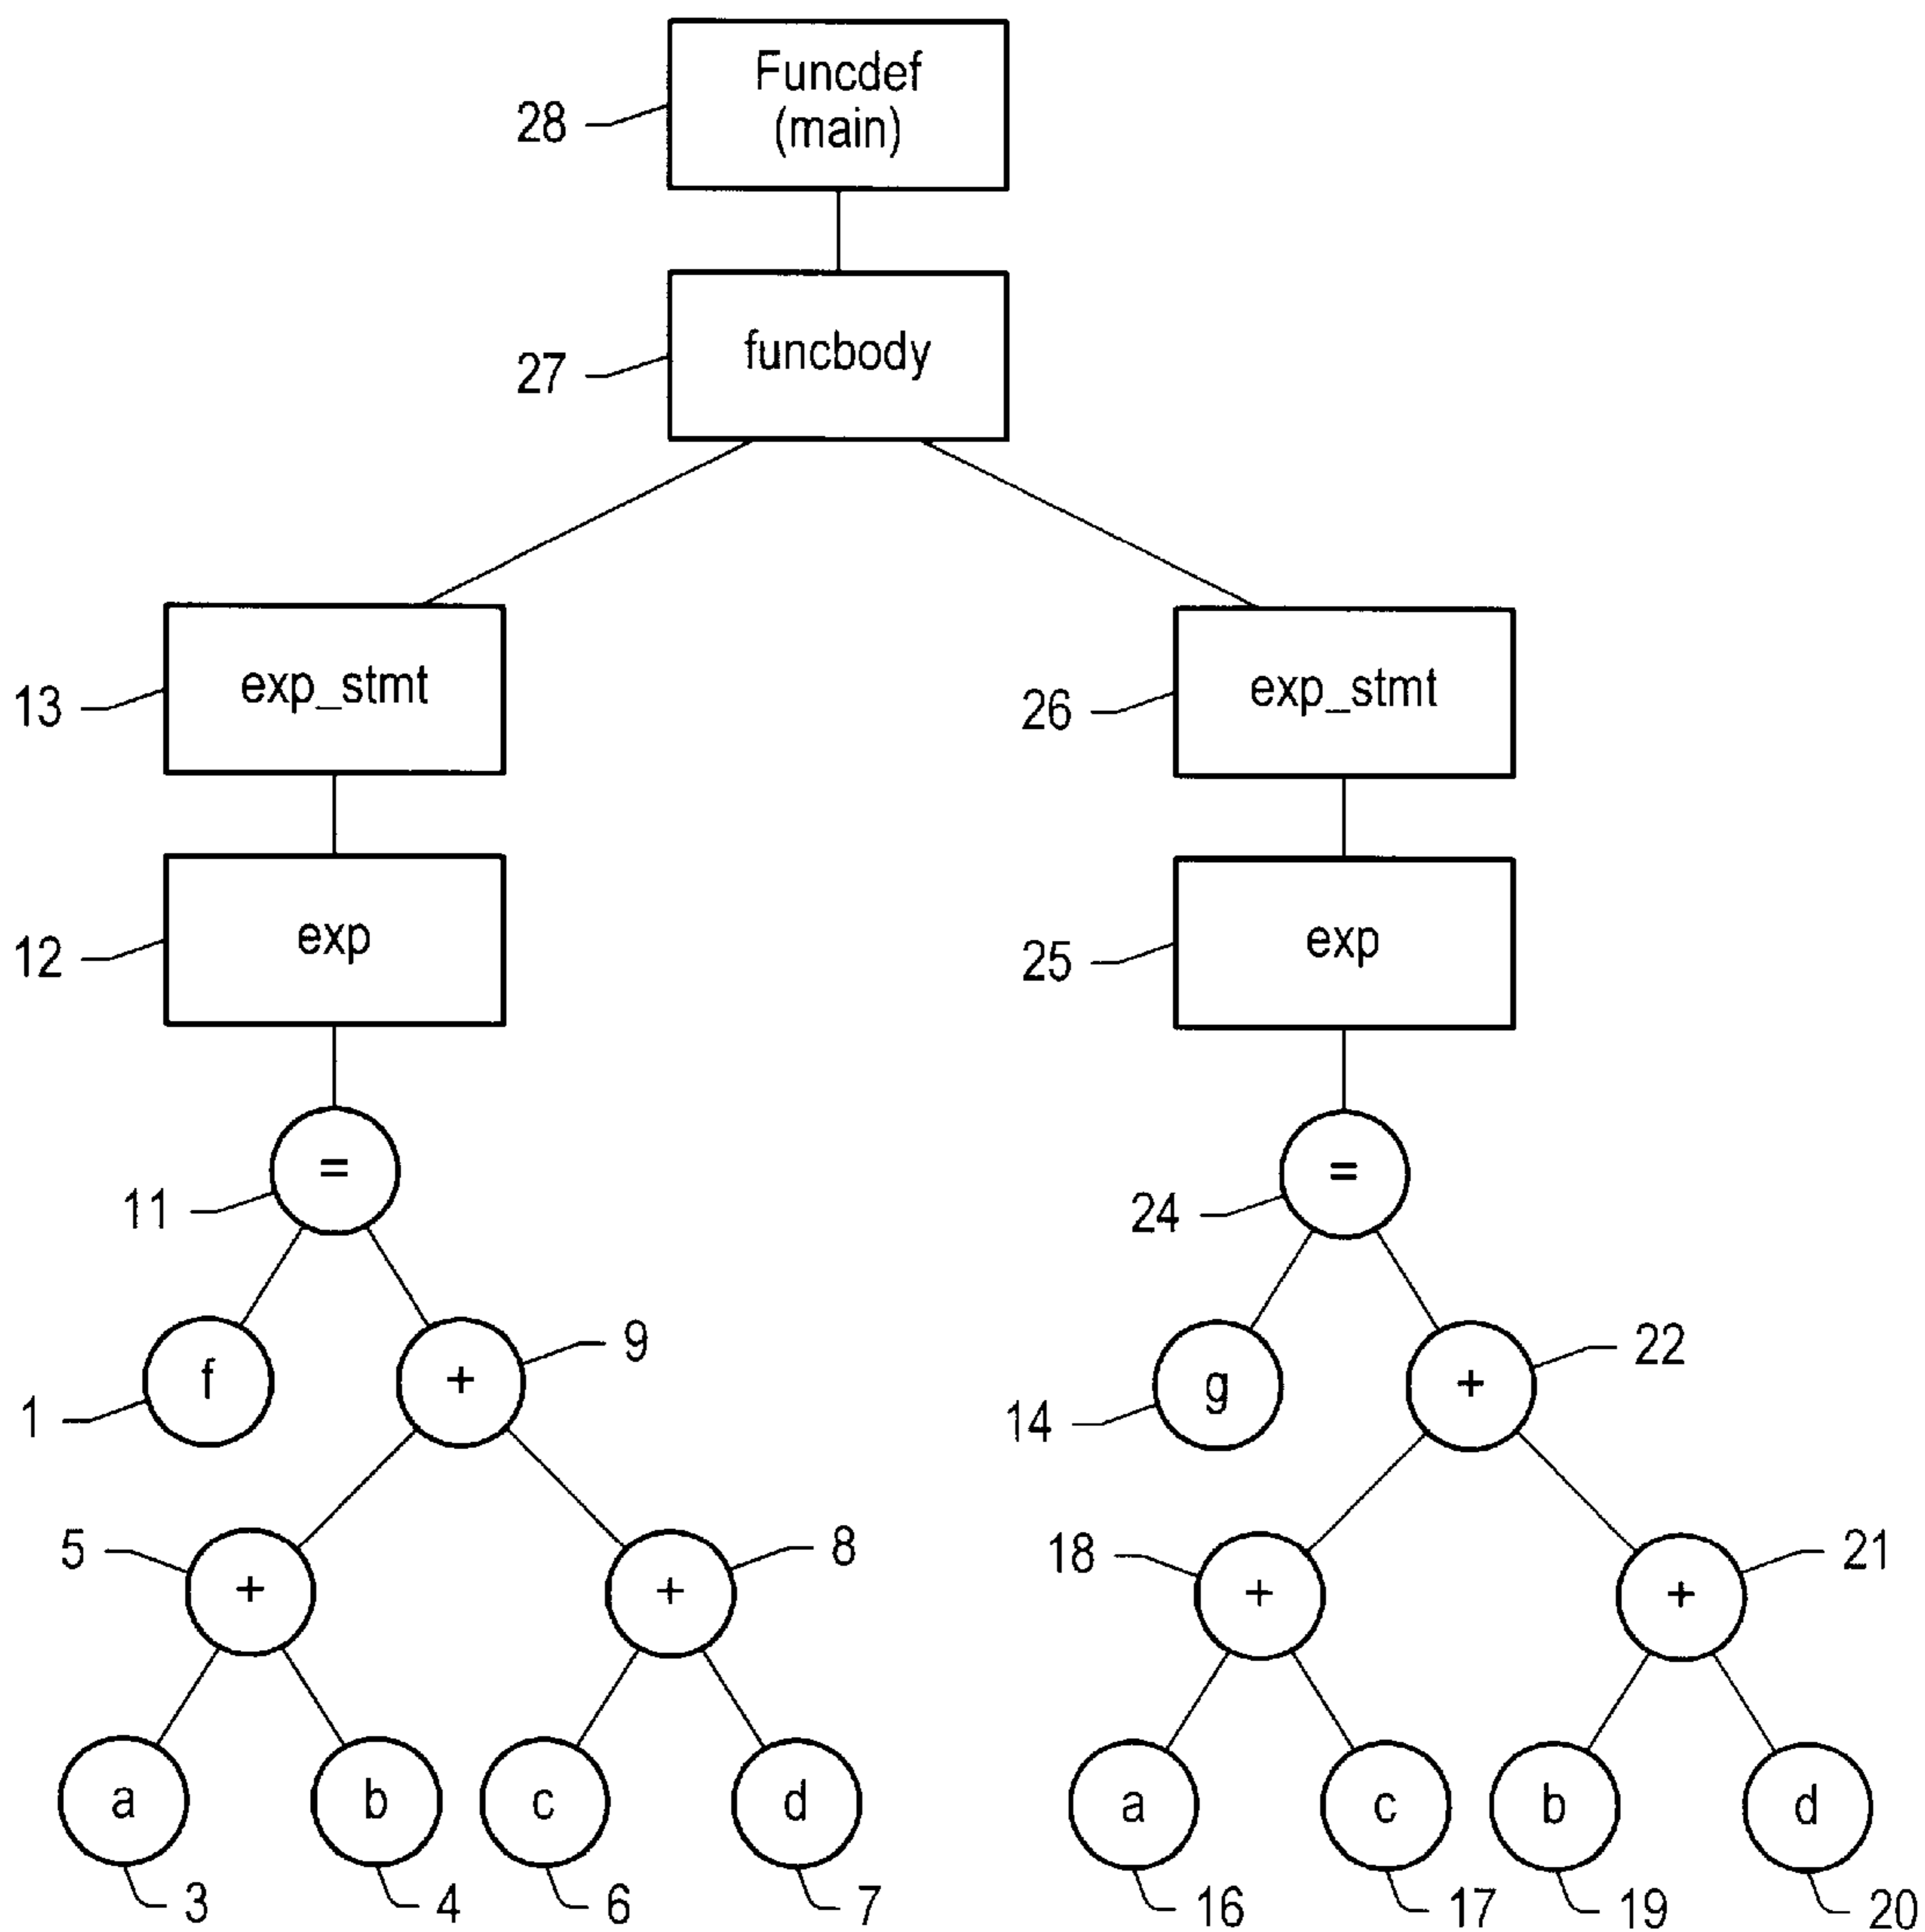 Funcdef
(main)
28
funcbody
27
exp_stmt
13
exp_stmt
26
exp
12
exp
25
=
11
=
24
f
1
+
9
g
14
+
22
5
+
+
8
18
+
+
21
a
b
c
d
a
c
b
d
3
4
6
7
16
17
19
20